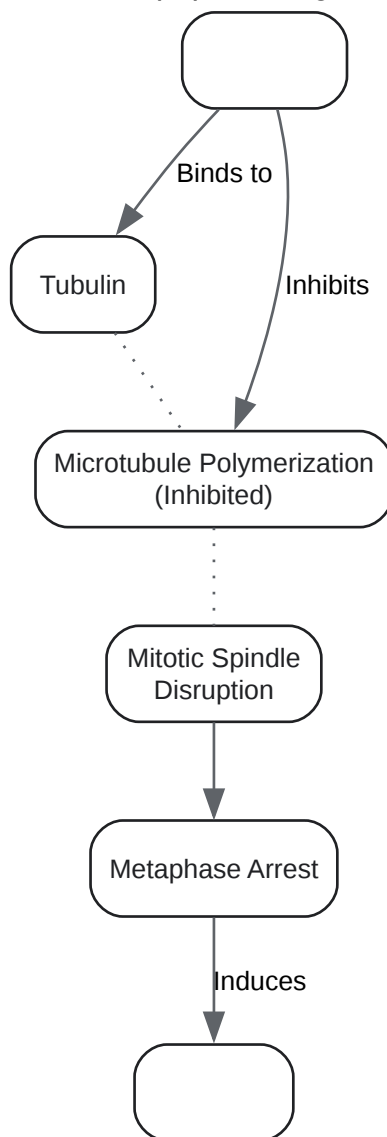 Binds to
Tubulin
Inhibits
Microtubule Polymerization
(Inhibited)
Mitotic Spindle
Disruption
Metaphase Arrest
Induces